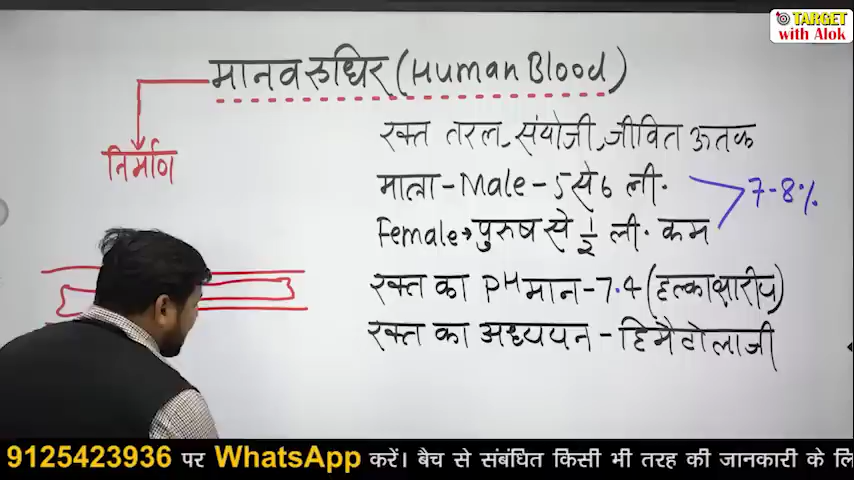 TARGET
with Alok
मानव रुधिर (Human Blood)
निर्माण
रक्त तरल, संयोजी, जीवित ऊतक
मात्रा - Male - 5 से 6 ली.
7-8%
Female → पुरुष से 1/2 ली. कम
रक्त का PH मान - 7.4 (हल्का क्षारीय)
रक्त का अध्ययन - हिमैटोलाजी
9125423936 पर WhatsApp करें। बैच से संबंधित किसी भी तरह की जानकारी के लि